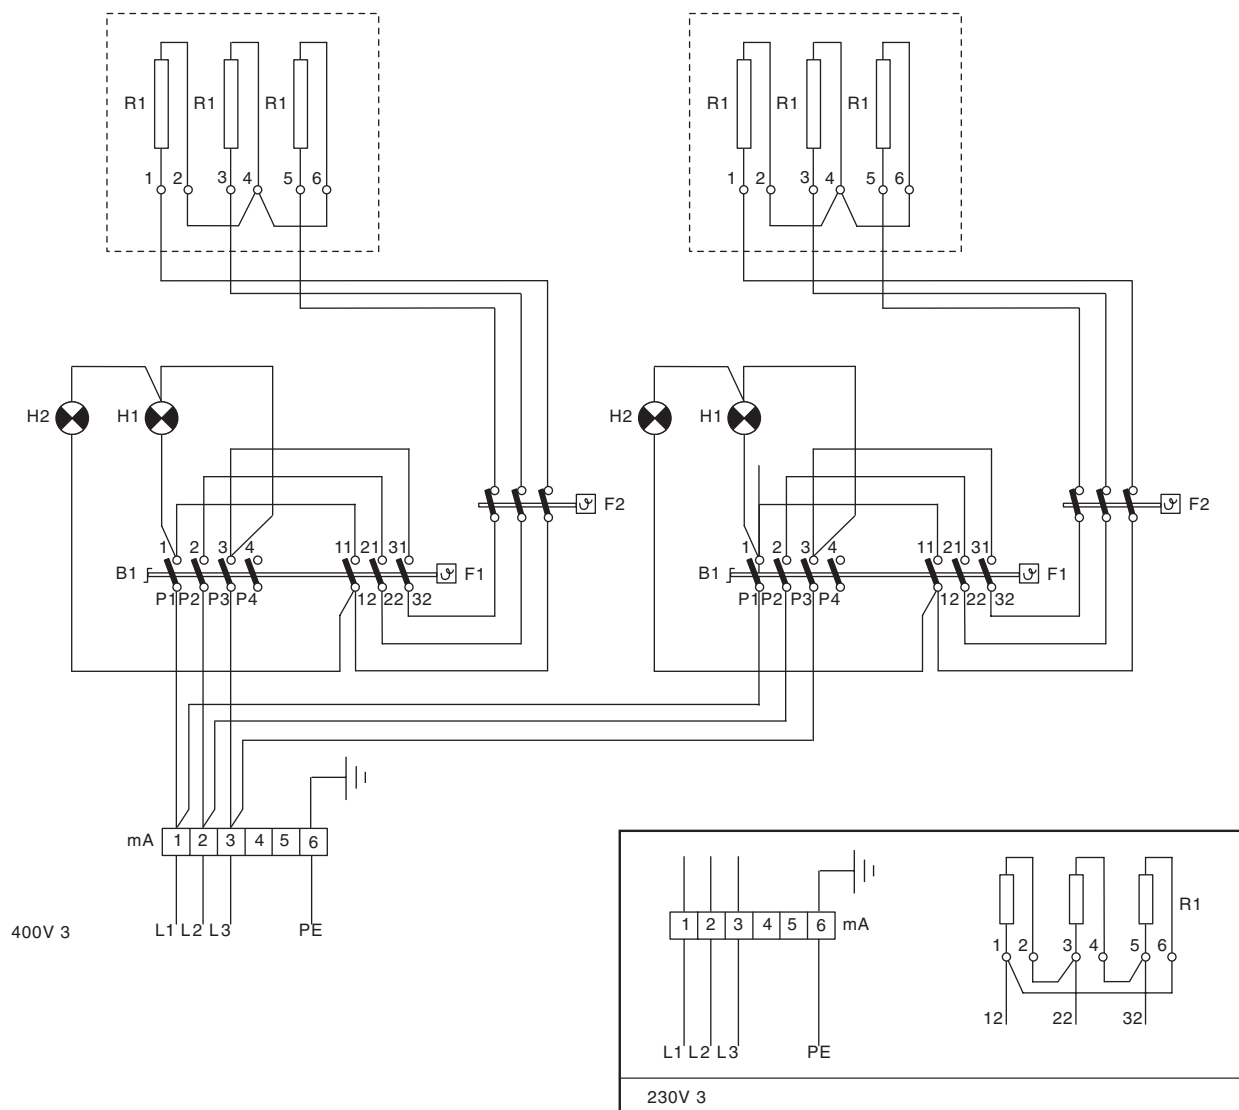 R1 R1 R1 R1 R1 R1
1 2 3 4 5 6 1 2 3 4 5 6
H2 H1 H2 H1
F2 F2
1 2 3 4 11 21 31 1 2 3 4 11 21 31
B1 F1 B1 F1
P1 P2 P3 P4 12 22 32 P1 P2 P3 P4 12 22 32
mA 1 2 3 4 5 6
400V 3 L1 L2 L3 PE
1 2 3 4 5 6 mA
L1 L2 L3 PE
R1
1 2 3 4 5 6
12 22 32
230V 3